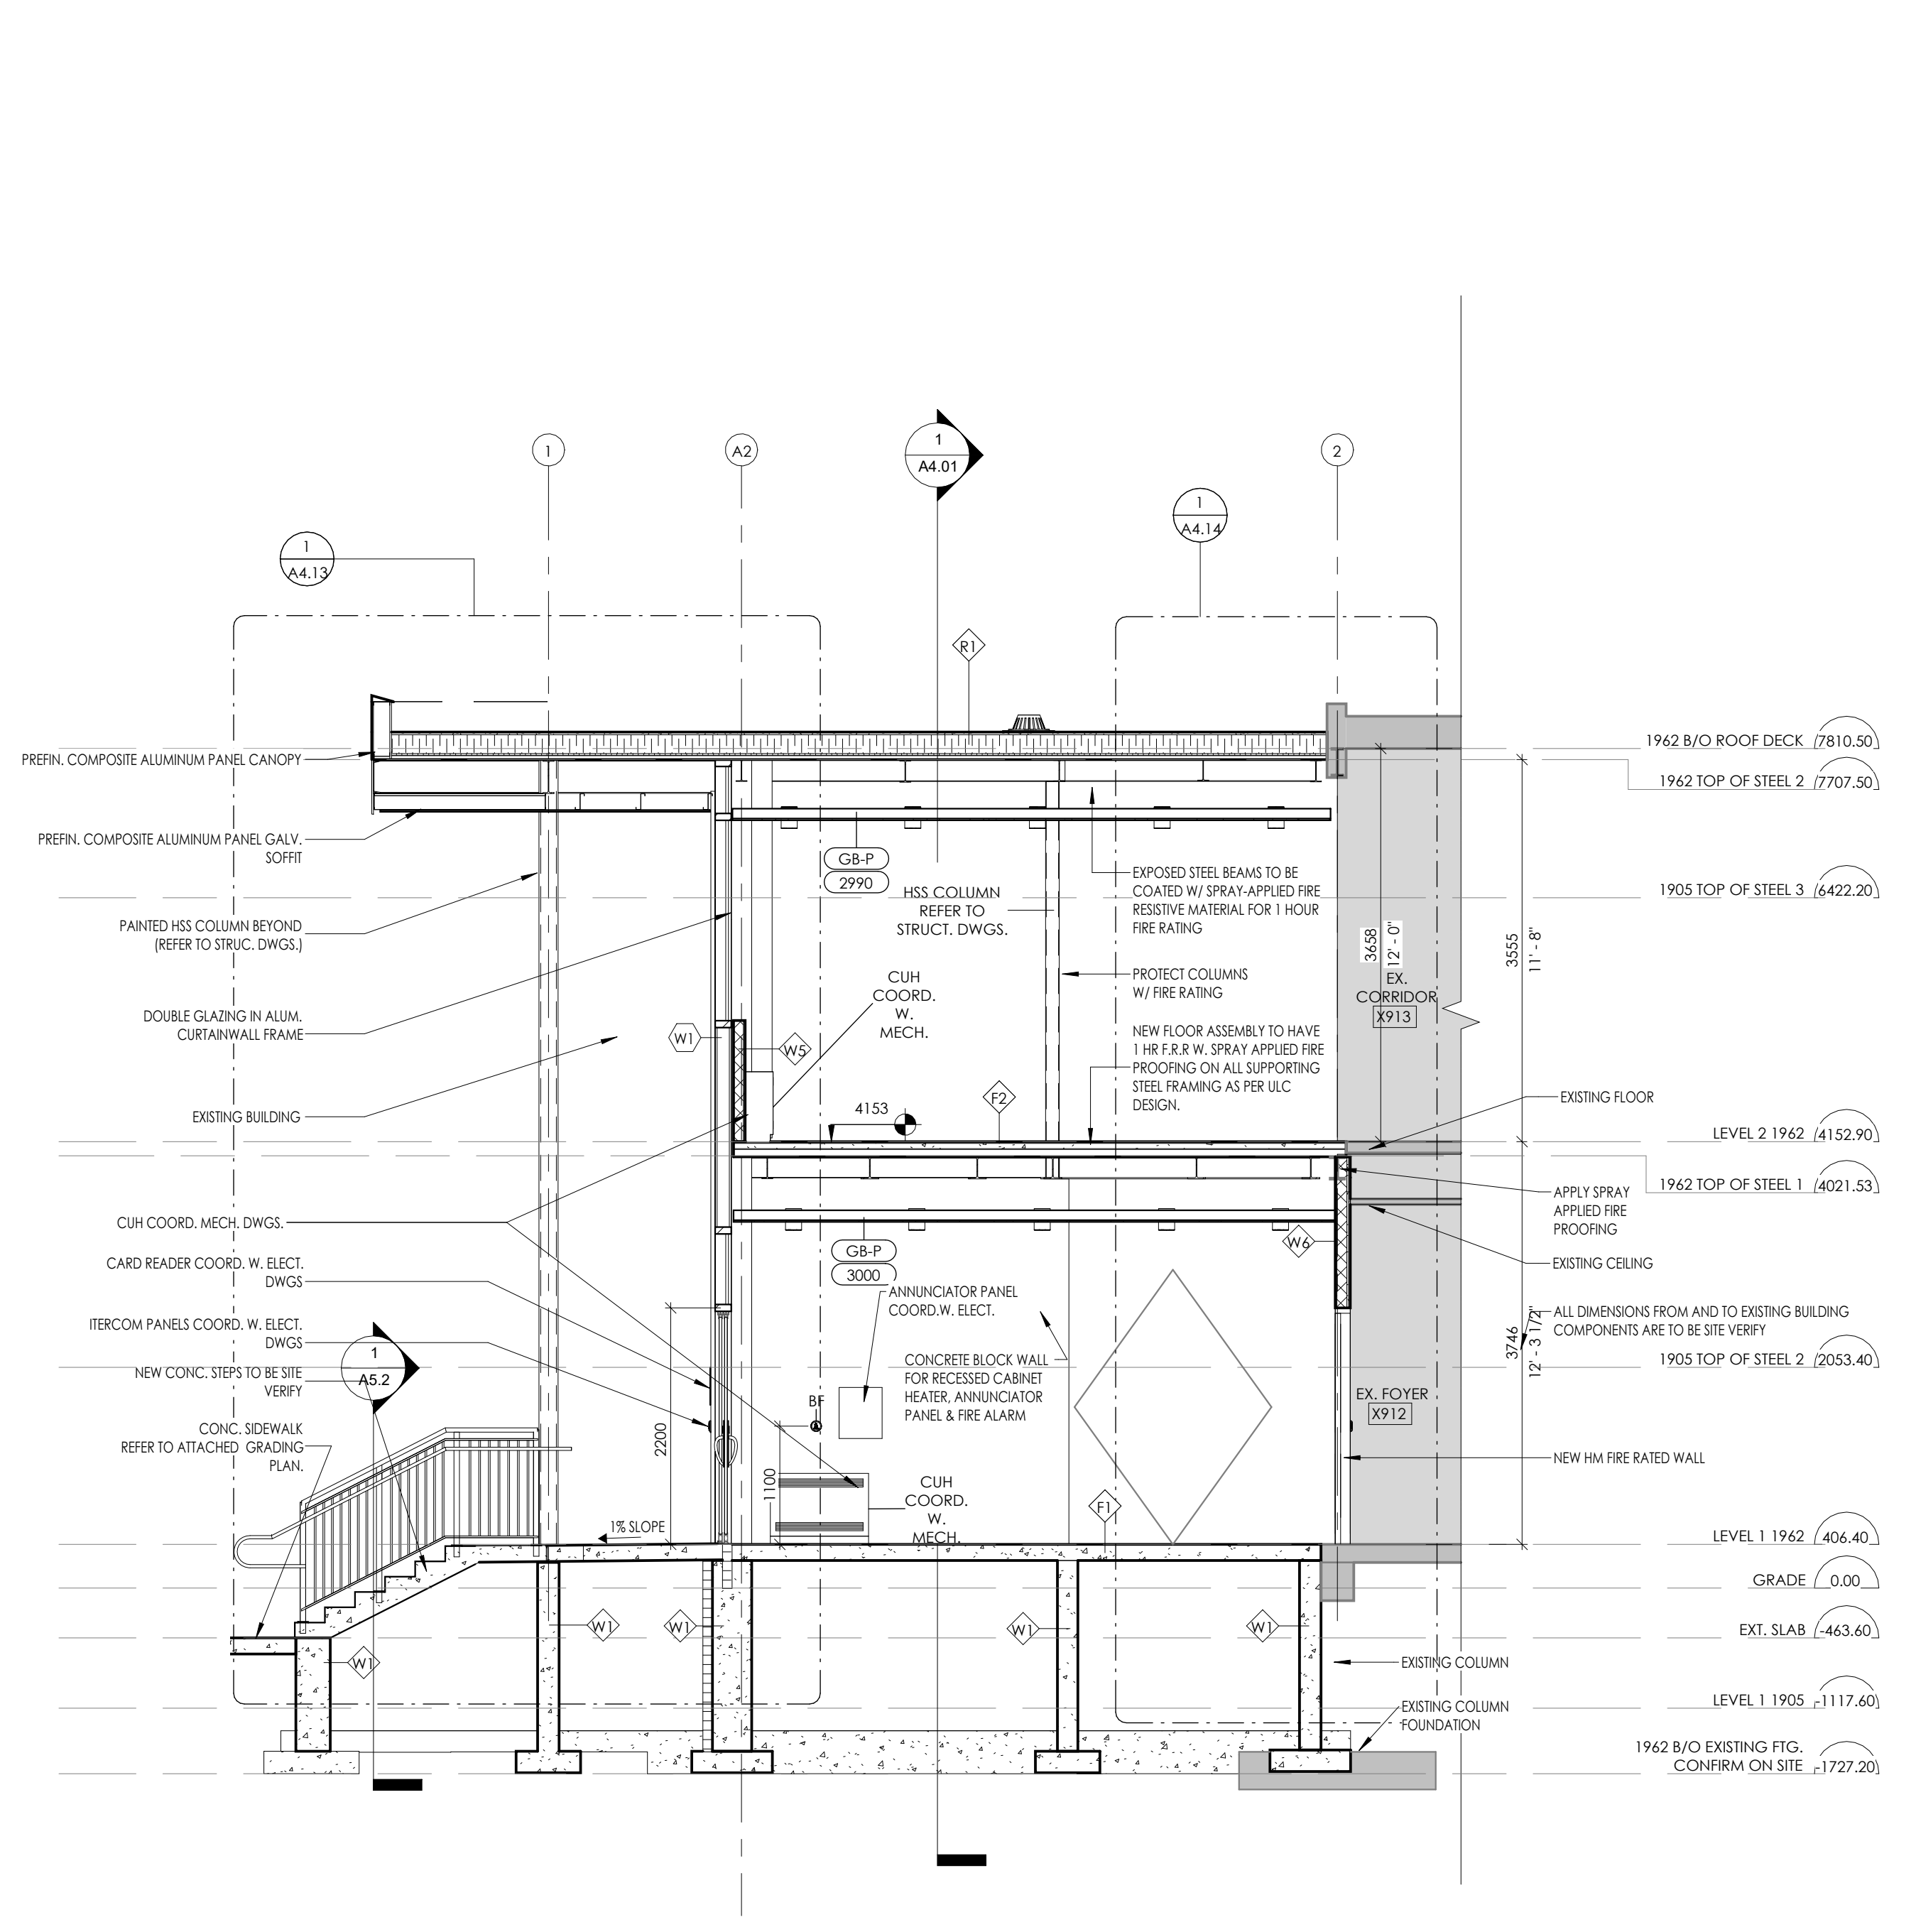 1
A2
1
A4.01
2
1
A4.14
1
A4.13
R1
PREFIN. COMPOSITE ALUMINUM PANEL CANOPY
PREFIN. COMPOSITE ALUMINUM PANEL GALV.
SOFFIT
PAINTED HSS COLUMN BEYOND
(REFER TO STRUC. DWGS.)
DOUBLE GLAZING IN ALUM.
CURTAINWALL FRAME
EXISTING BUILDING
CUH COORD. MECH. DWGS.
CARD READER COORD. W. ELECT.
DWGS
ITERCOM PANELS COORD. W. ELECT.
DWGS
NEW CONC. STEPS TO BE SITE
VERIFY
1
A5.2
CONC. SIDEWALK
REFER TO ATTACHED GRADING
PLAN.
GB-P
2990
HSS COLUMN
REFER TO
STRUCT. DWGS.
EXPOSED STEEL BEAMS TO BE
COATED W/ SPRAY-APPLIED FIRE
RESISTIVE MATERIAL FOR 1 HOUR
FIRE RATING
PROTECT COLUMNS
W/ FIRE RATING
CUH
COORD.
W.
MECH.
NEW FLOOR ASSEMBLY TO HAVE
1 HR F.R.R W. SPRAY APPLIED FIRE
PROOFING ON ALL SUPPORTING
STEEL FRAMING AS PER ULC
DESIGN.
W1
W5
4153
F2
3658
12' - 0"
EX.
CORRIDOR
X913
3555
11' - 8"
GB-P
3000
W6
ANNUNCIATOR PANEL
COORD.W. ELECT.
CONCRETE BLOCK WALL
FOR RECESSED CABINET
HEATER, ANNUNCIATOR
PANEL & FIRE ALARM
BF
2200
1100
CUH
COORD.
W.
MECH.
F1
1% SLOPE
EX. FOYER
X912
3746
12' - 3 1/2"
W1
W1
W1
W1
W1
EXISTING FLOOR
APPLY SPRAY
APPLIED FIRE
PROOFING
EXISTING CEILING
ALL DIMENSIONS FROM AND TO EXISTING BUILDING
COMPONENTS ARE TO BE SITE VERIFY
NEW HM FIRE RATED WALL
EXISTING COLUMN
EXISTING COLUMN
FOUNDATION
1962 B/O ROOF DECK 7810.50
1962 TOP OF STEEL 2 7707.50
1905 TOP OF STEEL 3 6422.20
LEVEL 2 1962 4152.90
1962 TOP OF STEEL 1 4021.53
1905 TOP OF STEEL 2 2053.40
LEVEL 1 1962 406.40
GRADE 0.00
EXT. SLAB -463.60
LEVEL 1 1905 -1117.60
1962 B/O EXISTING FTG.
CONFIRM ON SITE -1727.20